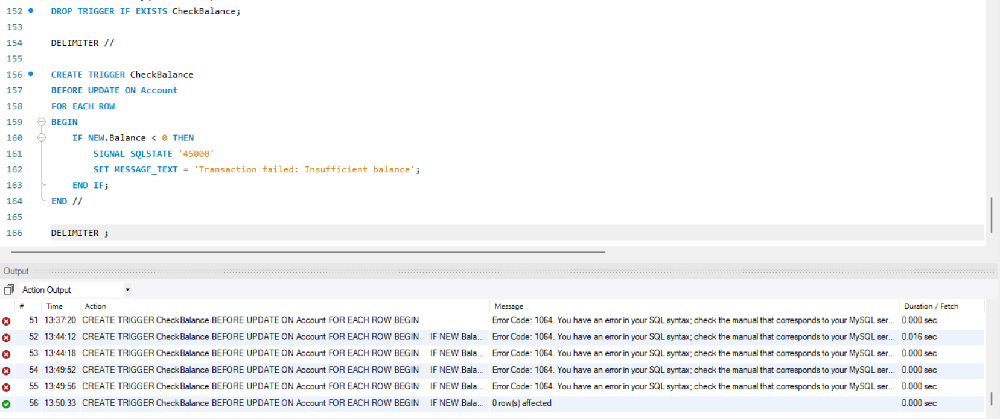 152 DROP TRIGGER IF EXISTS CheckBalance;
153
154 DELIMITER //
155
156 CREATE TRIGGER CheckBalance
157 BEFORE UPDATE ON Account
158 FOR EACH ROW
159 BEGIN
160 IF NEW.Balance < 0 THEN
161 SIGNAL SQLSTATE '45000'
162 SET MESSAGE_TEXT = 'Transaction failed: Insufficient balance';
163 END IF;
164 END //
165
166 DELIMITER ;
Output
Action Output
# Time Action Message Duration / Fetch
51 13:37:20 CREATE TRIGGER CheckBalance BEFORE UPDATE ON Account FOR EACH ROW BEGIN Error Code: 1064. You have an error in your SQL syntax; check the manual that corresponds to your MySQL ser... 0.000 sec
52 13:44:12 CREATE TRIGGER CheckBalance BEFORE UPDATE ON Account FOR EACH ROW BEGIN IF NEW.Bala... Error Code: 1064. You have an error in your SQL syntax; check the manual that corresponds to your MySQL ser... 0.016 sec
53 13:44:18 CREATE TRIGGER CheckBalance BEFORE UPDATE ON Account FOR EACH ROW BEGIN IF NEW.Bala... Error Code: 1064. You have an error in your SQL syntax; check the manual that corresponds to your MySQL ser... 0.000 sec
54 13:49:52 CREATE TRIGGER CheckBalance BEFORE UPDATE ON Account FOR EACH ROW BEGIN IF NEW.Bala... Error Code: 1064. You have an error in your SQL syntax; check the manual that corresponds to your MySQL ser... 0.000 sec
55 13:49:56 CREATE TRIGGER CheckBalance BEFORE UPDATE ON Account FOR EACH ROW BEGIN IF NEW.Bala... Error Code: 1064. You have an error in your SQL syntax; check the manual that corresponds to your MySQL ser... 0.000 sec
56 13:50:33 CREATE TRIGGER CheckBalance BEFORE UPDATE ON Account FOR EACH ROW BEGIN IF NEW.Bala... 0 row(s) affected 0.000 sec